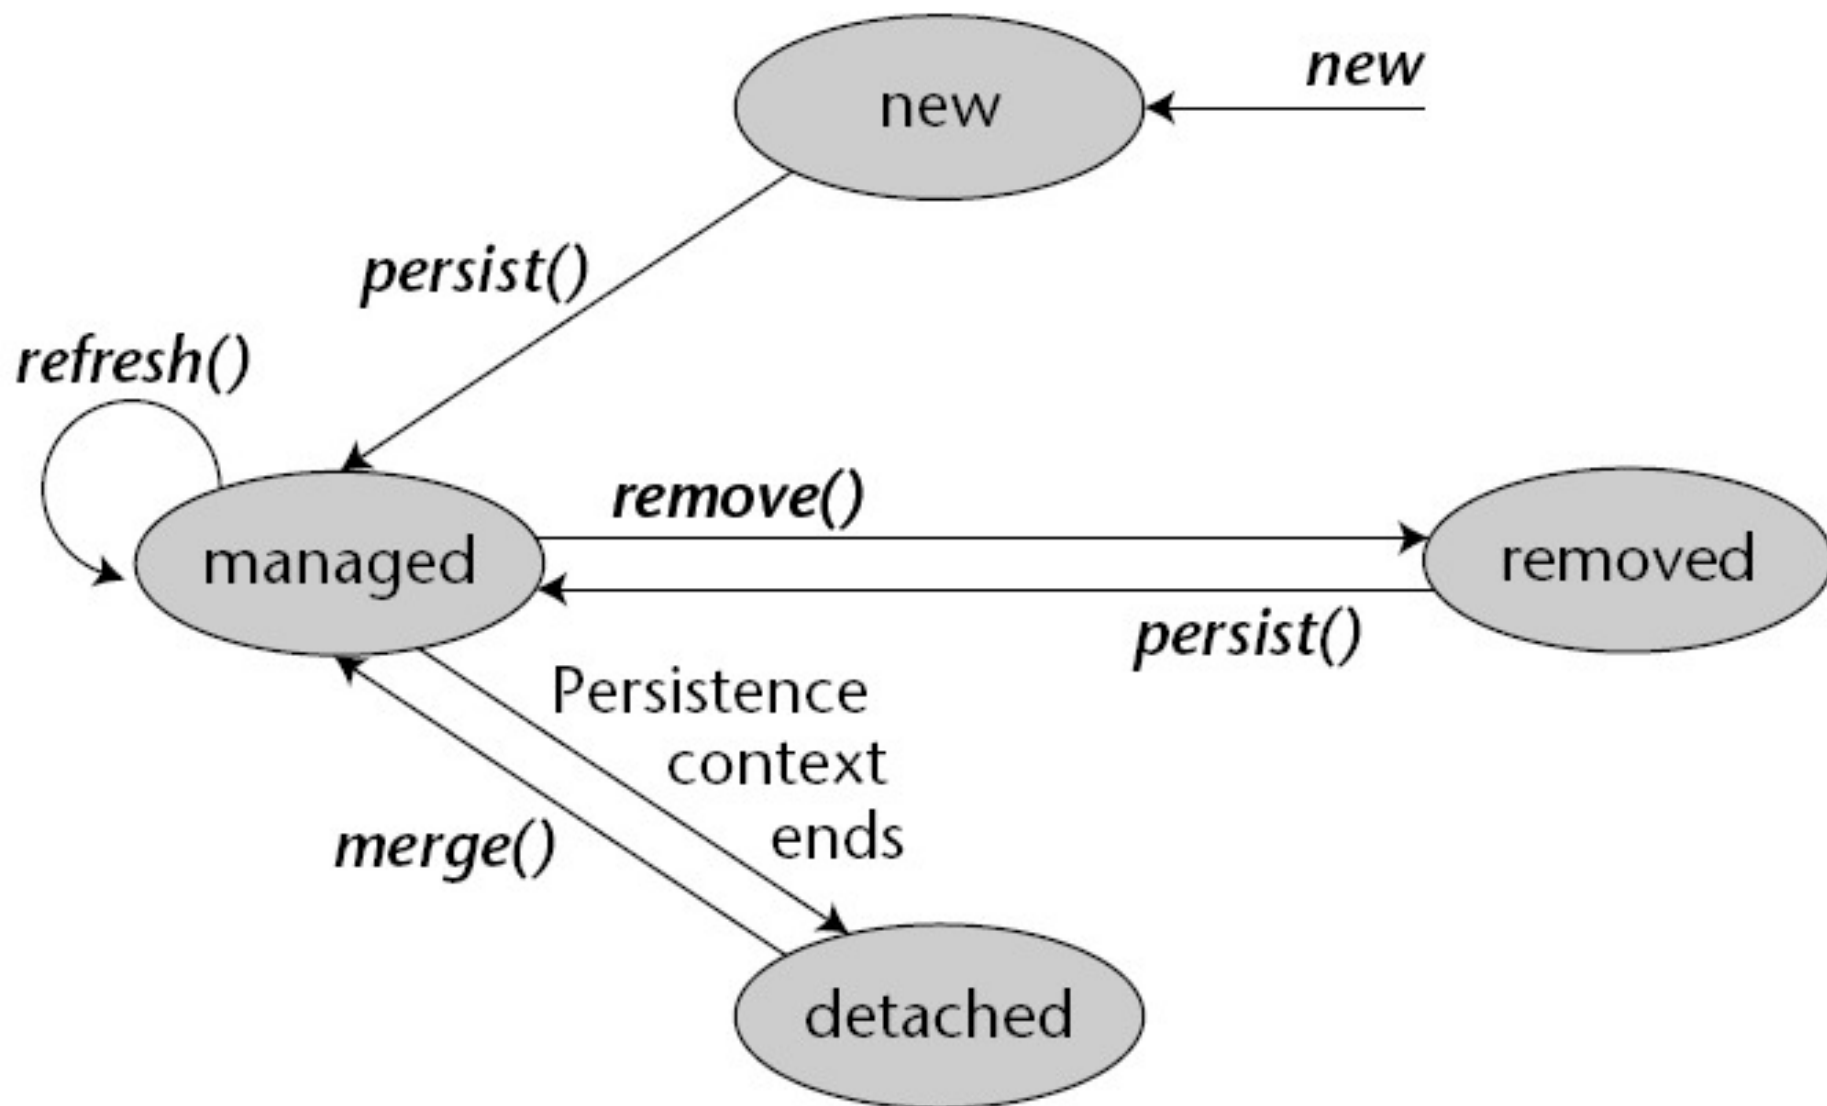 new
new
persist()
refresh()
remove()
managed
removed
persist()
Persistence
context
ends
merge()
detached